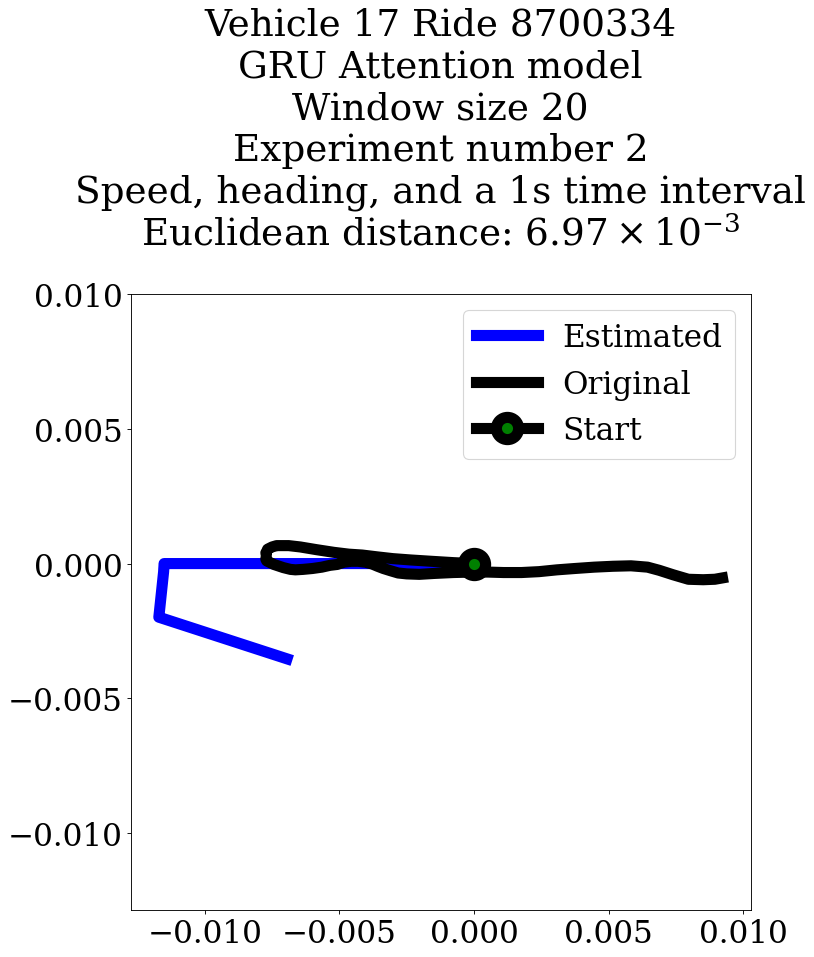 Vehicle 17 Ride 8700334
GRU Attention model
Window size 20
Experiment number 2
Speed, heading, and a 1s time interval
Euclidean distance: 6.97 × 10⁻³
0.010
0.005
0.000
−0.005
−0.010
Estimated
Original
Start
−0.010 −0.005 0.000 0.005 0.010